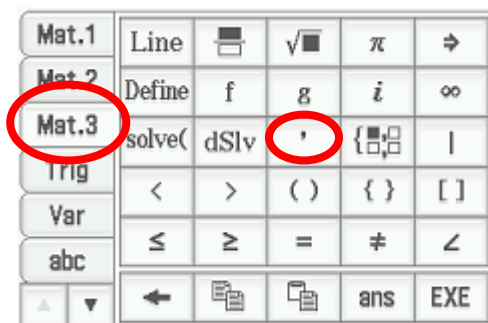 Mat.1
Line √ π ⇒
Mat.2
Define f g i ∞
Mat.3
solve( dSlv ' { |
Trig
< > ( ) { } [ ]
Var
≤ ≥ = ≠ ∠
abc
▲ ▼ ← ans EXE